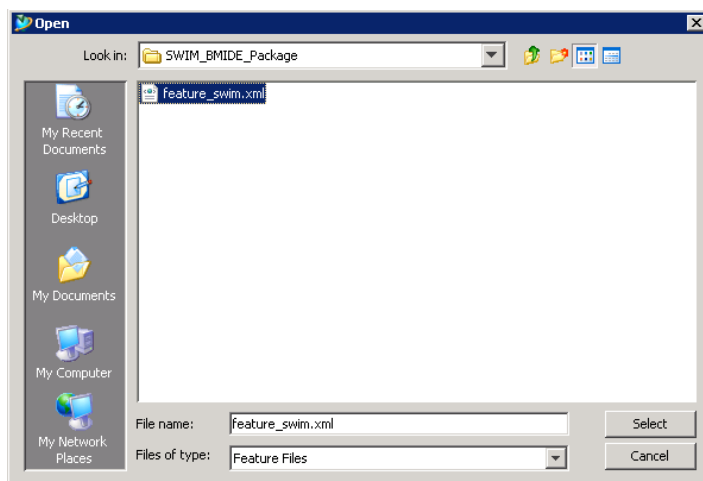 Open
Look in:
SWIM_BMIDE_Package
feature_swim.xml
My Recent
Documents
Desktop
My Documents
My Computer
My Network
Places
File name:
feature_swim.xml
Select
Files of type:
Feature Files
Cancel